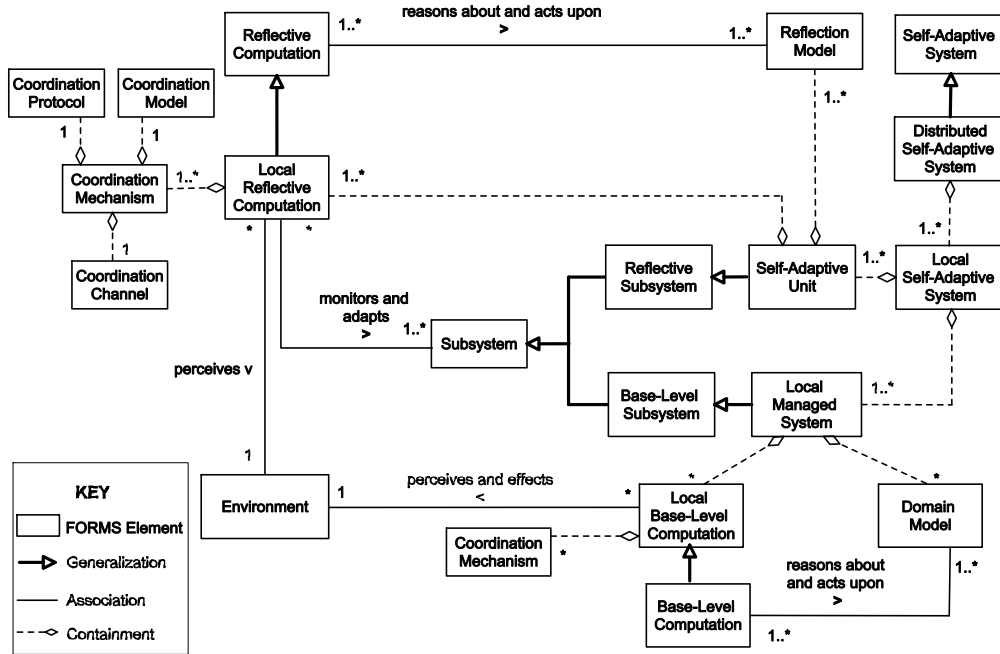 reasons about and acts upon
>
1..*
1..*
Reflective
Computation
Reflection
Model
Self-Adaptive
System
Coordination
Protocol
Coordination
Model
1
1
1..*
Distributed
Self-Adaptive
System
Coordination
Mechanism
1..*
Local
Reflective
Computation
1..*
*
*
1..*
1
Coordination
Channel
Reflective
Subsystem
Self-Adaptive
Unit
1..*
Local
Self-Adaptive
System
monitors and
adapts
>
1..*
Subsystem
perceives v
Base-Level
Subsystem
Local
Managed
System
1..*
1
Environment
1
perceives and effects
<
*
*
*
Local
Base-Level
Computation
Domain
Model
Coordination
Mechanism
*
reasons about
and acts upon
>
1..*
Base-Level
Computation
1..*
KEY
FORMS Element
Generalization
Association
Containment